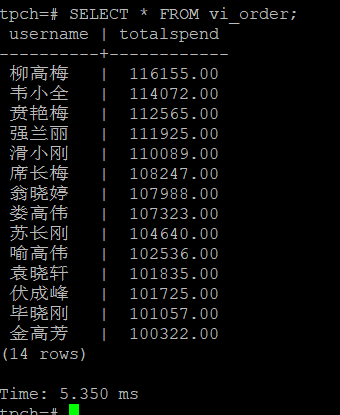 tpch=# SELECT * FROM vi_order;
 username | totalspend
----------+------------
 柳高梅   |  116155.00
 韦小全   |  114072.00
 贲艳梅   |  112565.00
 强兰丽   |  111925.00
 滑小刚   |  110089.00
 席长梅   |  108247.00
 翁晓婷   |  107988.00
 娄高伟   |  107323.00
 苏长刚   |  104640.00
 喻高伟   |  102536.00
 袁晓轩   |  101835.00
 伏成峰   |  101725.00
 毕晓刚   |  101057.00
 金高芳   |  100322.00
(14 rows)
Time: 5.350 ms
tpch=#